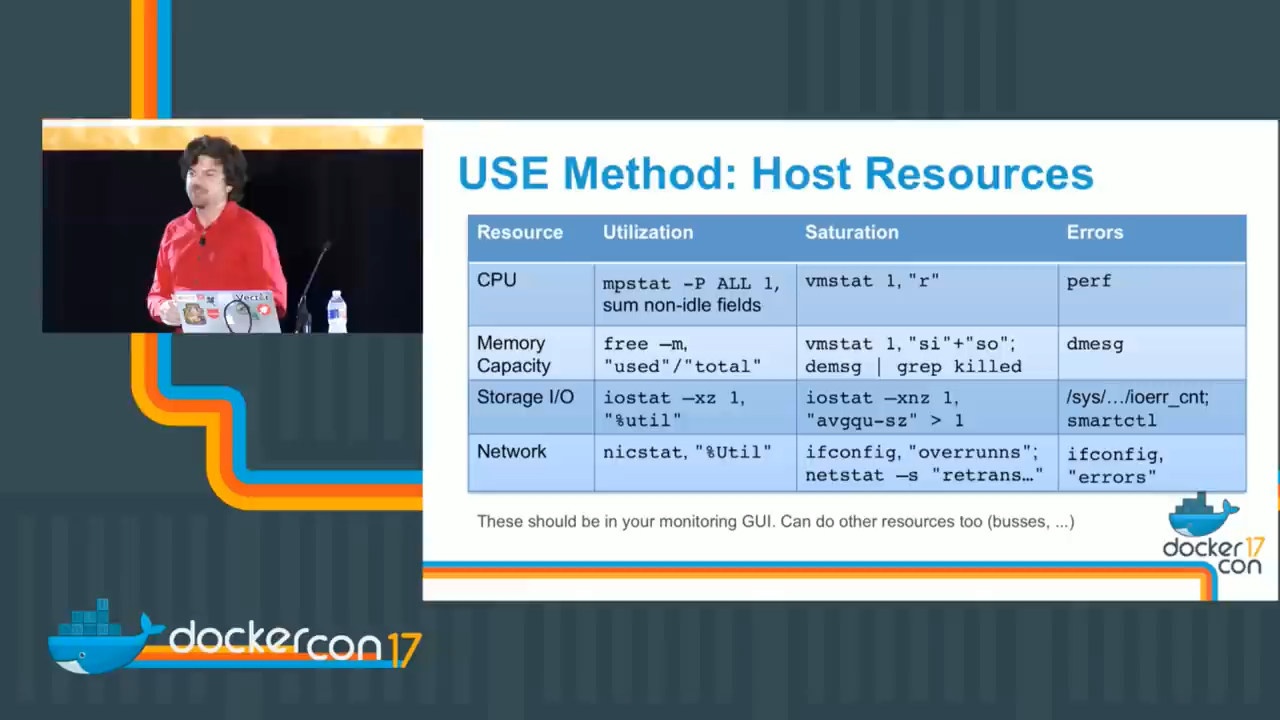 USE Method: Host Resources
Resource Utilization Saturation Errors
CPU
mpstat -P ALL 1,
sum non-idle fields
vmstat 1, "r"
perf
Memory
Capacity
free –m,
"used"/"total"
vmstat 1, "si"+"so";
demsg | grep killed
dmesg
Storage I/O
iostat –xz 1,
"%util"
iostat –xnz 1,
"avgqu-sz" > 1
/sys/…/ioerr_cnt;
smartctl
Network
nicstat, "%Util"
ifconfig, "overrunns";
netstat –s "retrans…"
ifconfig,
"errors"
These should be in your monitoring GUI. Can do other resources too (busses, ...)
docker 17
con
Vector
dockercon 17